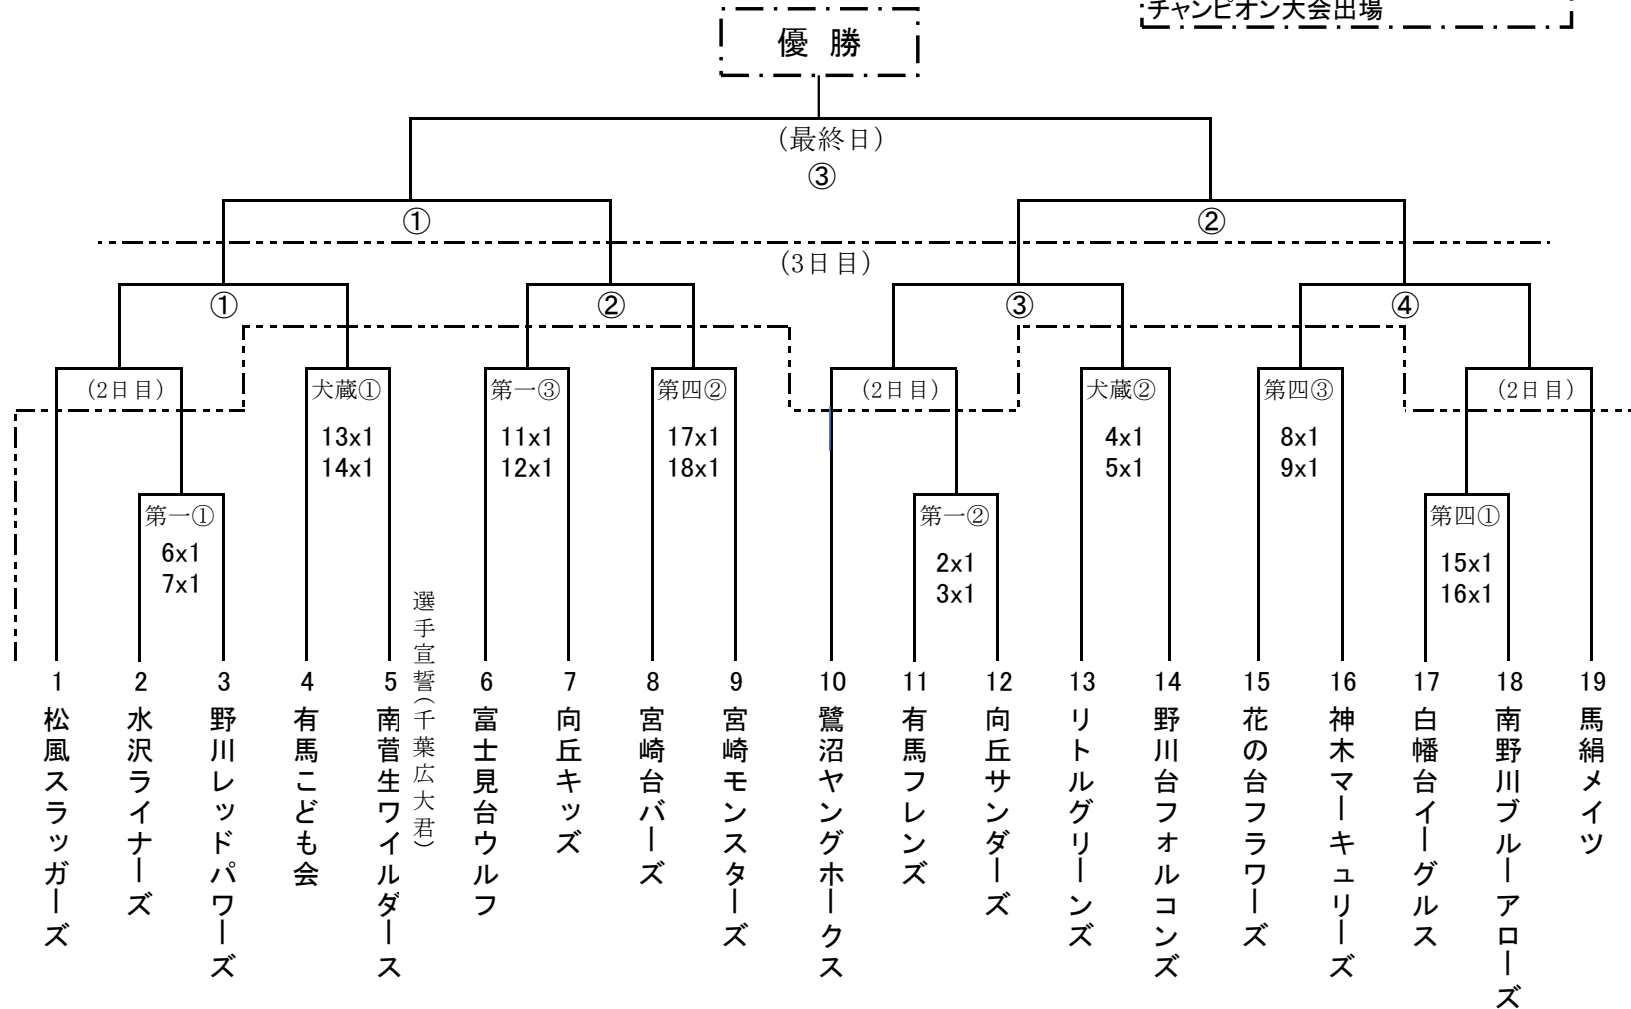 チャンピオン大会出場
優 勝
(最終日)
③
①
②
(3日目)
①
②
③
④
(2日目)
犬蔵①
第一③
第四②
(2日目)
犬蔵②
第四③
(2日目)
13x1
14x1
11x1
12x1
17x1
18x1
4x1
5x1
8x1
9x1
第一①
6x1
7x1
第一②
2x1
3x1
第四①
15x1
16x1
1 松風スラッガーズ
2 水沢ライナーズ
3 野川レッドパワーズ
4 有馬こども会
5 南菅生ワイルダース
選手宣誓(千葉広大君)
6 富士見台ウルフ
7 向丘キッズ
8 宮崎台バーズ
9 宮崎モンスターズ
10 鷺沼ヤングホークス
11 有馬フレンズ
12 向丘サンダーズ
13 リトルグリーンズ
14 野川台フォルコンズ
15 花の台フラワーズ
16 神木マーキュリーズ
17 白幡台イーグルス
18 南野川ブルーアローズ
19 馬絹メイツ